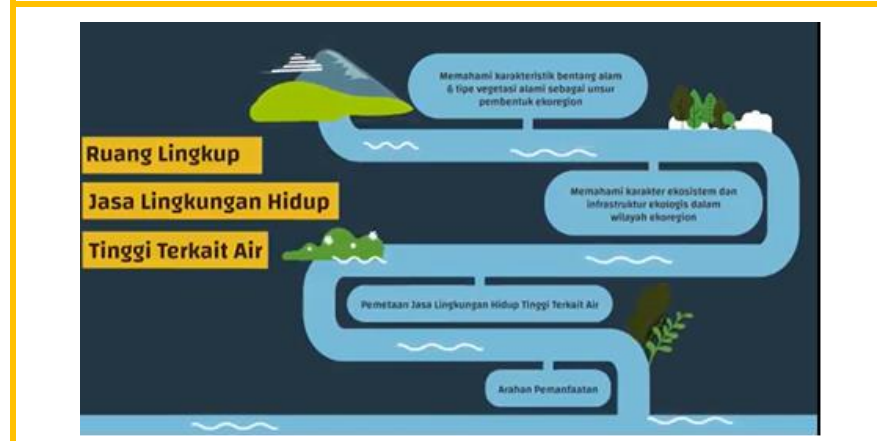 Ruang Lingkup
Jasa Lingkungan Hidup
Tinggi Terkait Air
Memahami karakteristik bentang alam
& tipe vegetasi alami sebagai unsur
pembentuk ekoregion
Memahami karakter ekosistem dan
infrastruktur ekologis dalam
wilayah ekoregion
Pemetaan Jasa Lingkungan Hidup Tinggi Terkait Air
Arahan Pemanfaatan